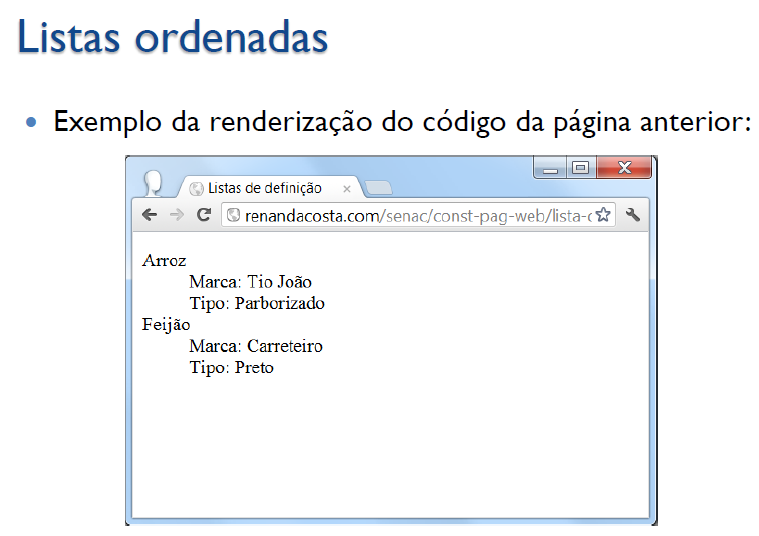 Listas ordenadas
• Exemplo da renderização do código da página anterior:
Listas de definição
renandacosta.com/senac/const-pag-web/lista-
Arroz
Marca: Tio João
Tipo: Parborizado
Feijão
Marca: Carreteiro
Tipo: Preto